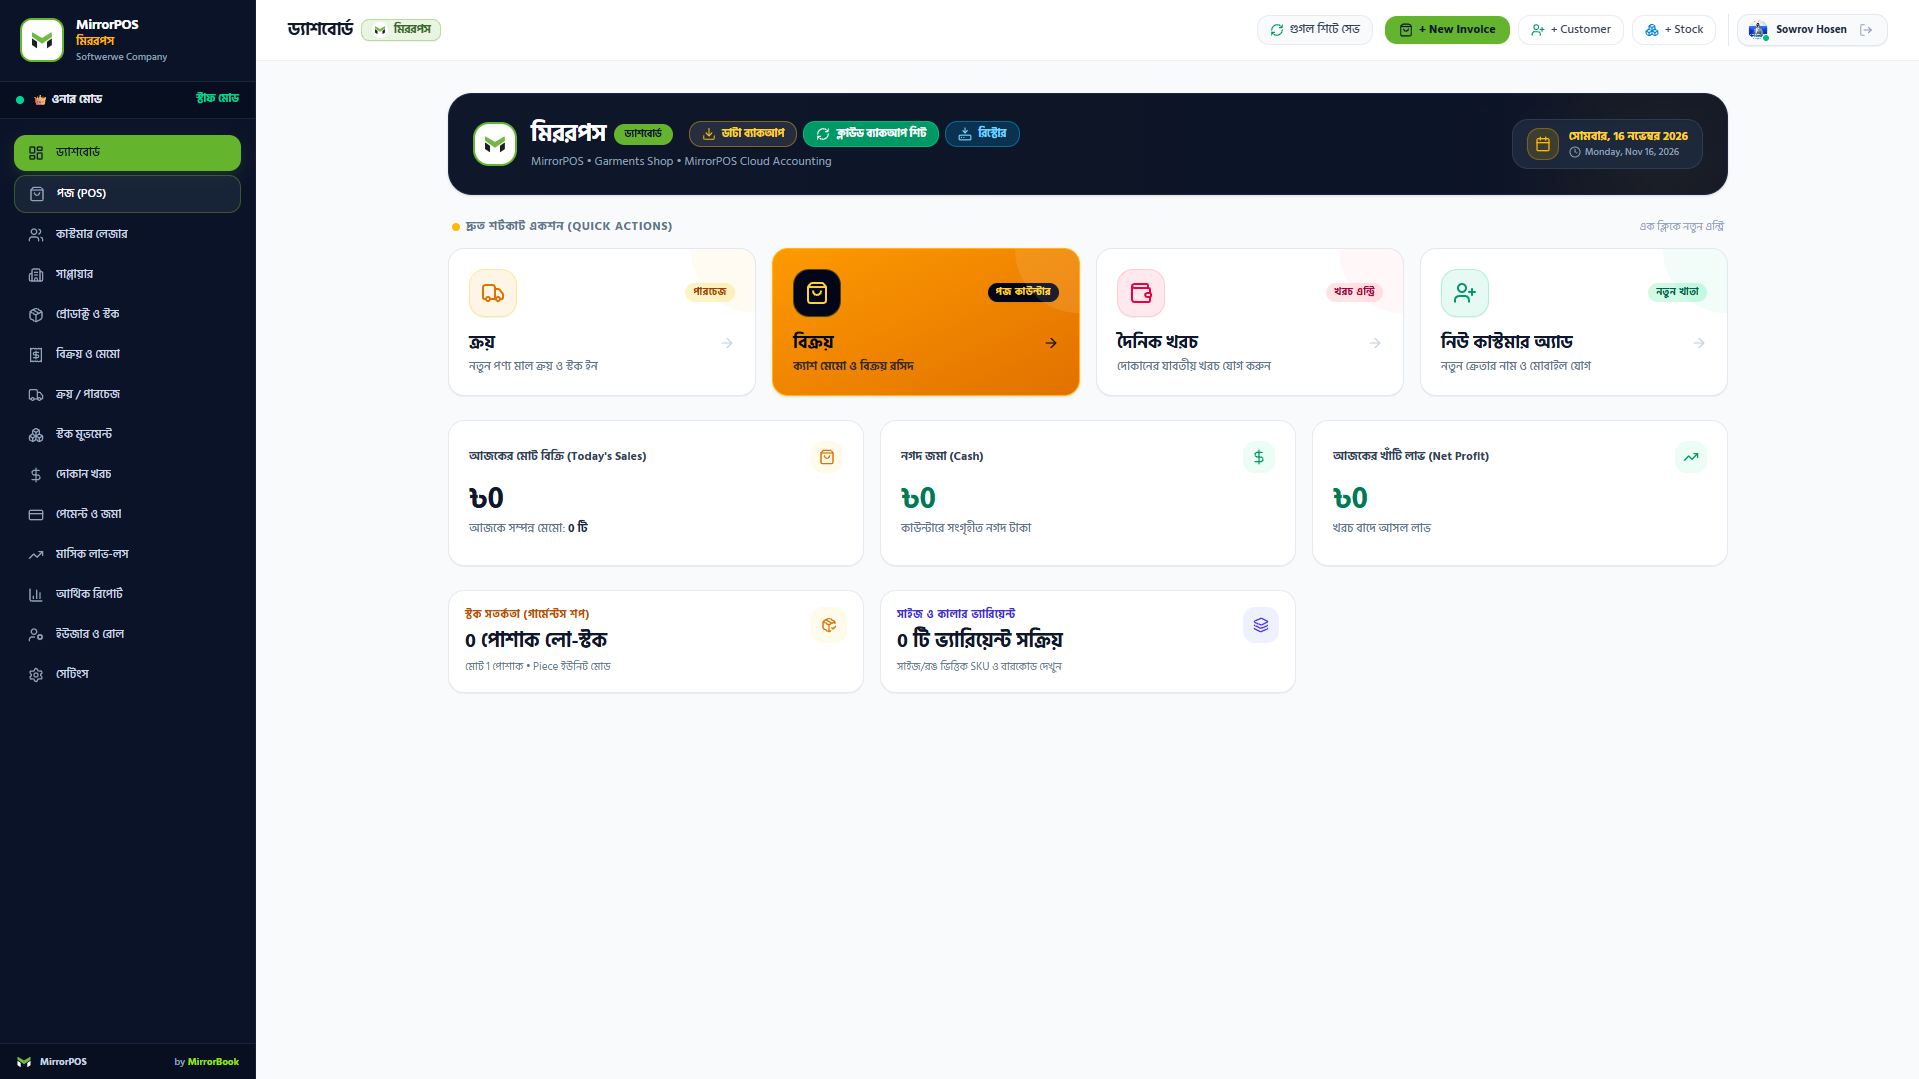 MirrorPOS
মিররপস
Softwerwe Company
ওনার মোড
স্টাফ মোড
ড্যাশবোর্ড
পজ (POS)
কাস্টমার লেজার
সাপ্লায়ার
প্রোডাক্ট ও স্টক
বিক্রয় ও মেমো
ক্রয় / পারচেজ
স্টক মুভমেন্ট
দোকান খরচ
পেমেন্ট ও জমা
মাসিক লাভ-লস
আর্থিক রিপোর্ট
ইউজার ও রোল
সেটিংস
MirrorPOS
by MirrorBook
ড্যাশবোর্ড
মিররপস
গুগল শিটে সেভ
+ New Invoice
+ Customer
+ Stock
Sowrov Hosen
মিররপস
ড্যাশবোর্ড
ডাটা ব্যাকআপ
ক্লাউড ব্যাকআপ শিট
রিস্টোর
MirrorPOS • Garments Shop • MirrorPOS Cloud Accounting
সোমবার, 16 নভেম্বর 2026
Monday, Nov 16, 2026
দ্রুত শর্টকাট একশন (QUICK ACTIONS)
এক ক্লিকে নতুন এন্ট্রি
পারচেজ
ক্রয়
নতুন পণ্য মাল ক্রয় ও স্টক ইন
পজ কাউন্টার
বিক্রয়
ক্যাশ মেমো ও বিক্রয় রসিদ
খরচ এন্ট্রি
দৈনিক খরচ
দোকানের যাবতীয় খরচ যোগ করুন
নতুন খাতা
নিউ কাস্টমার অ্যাড
নতুন ক্রেতার নাম ও মোবাইল যোগ
আজকের মোট বিক্রি (Today's Sales)
৳0
আজকে সম্পন্ন মেমো: 0 টি
নগদ জমা (Cash)
৳0
কাউন্টারে সংগৃহীত নগদ টাকা
আজকের খাঁটি লাভ (Net Profit)
৳0
খরচ বাদে আসল লাভ
স্টক সতর্কতা (গার্মেন্টস শপ)
0 পোশাক লো-স্টক
মোট 1 পোশাক • Piece ইউনিট মোড
সাইজ ও কালার ভ্যারিয়েন্ট
0 টি ভ্যারিয়েন্ট সক্রিয়
সাইজ/রঙ ভিত্তিক SKU ও বারকোড দেখুন